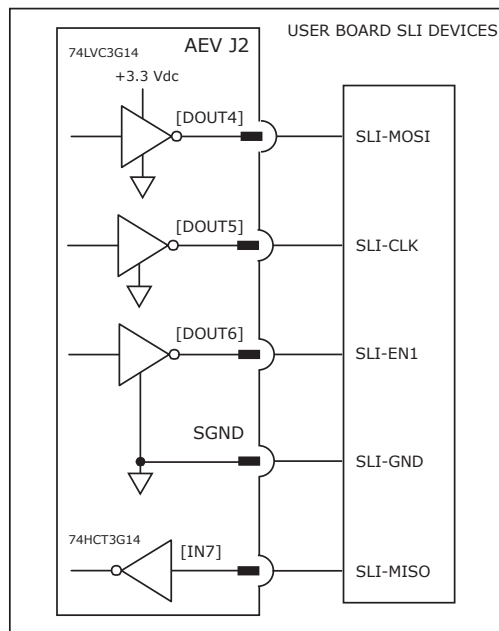 USER BOARD SLI DEVICES
AEV J2
74LVC3G14
+3.3 Vdc
[DOUT4]
SLI-MOSI
[DOUT5]
SLI-CLK
[DOUT6]
SLI-EN1
SGND
SLI-GND
74HCT3G14
[IN7]
SLI-MISO